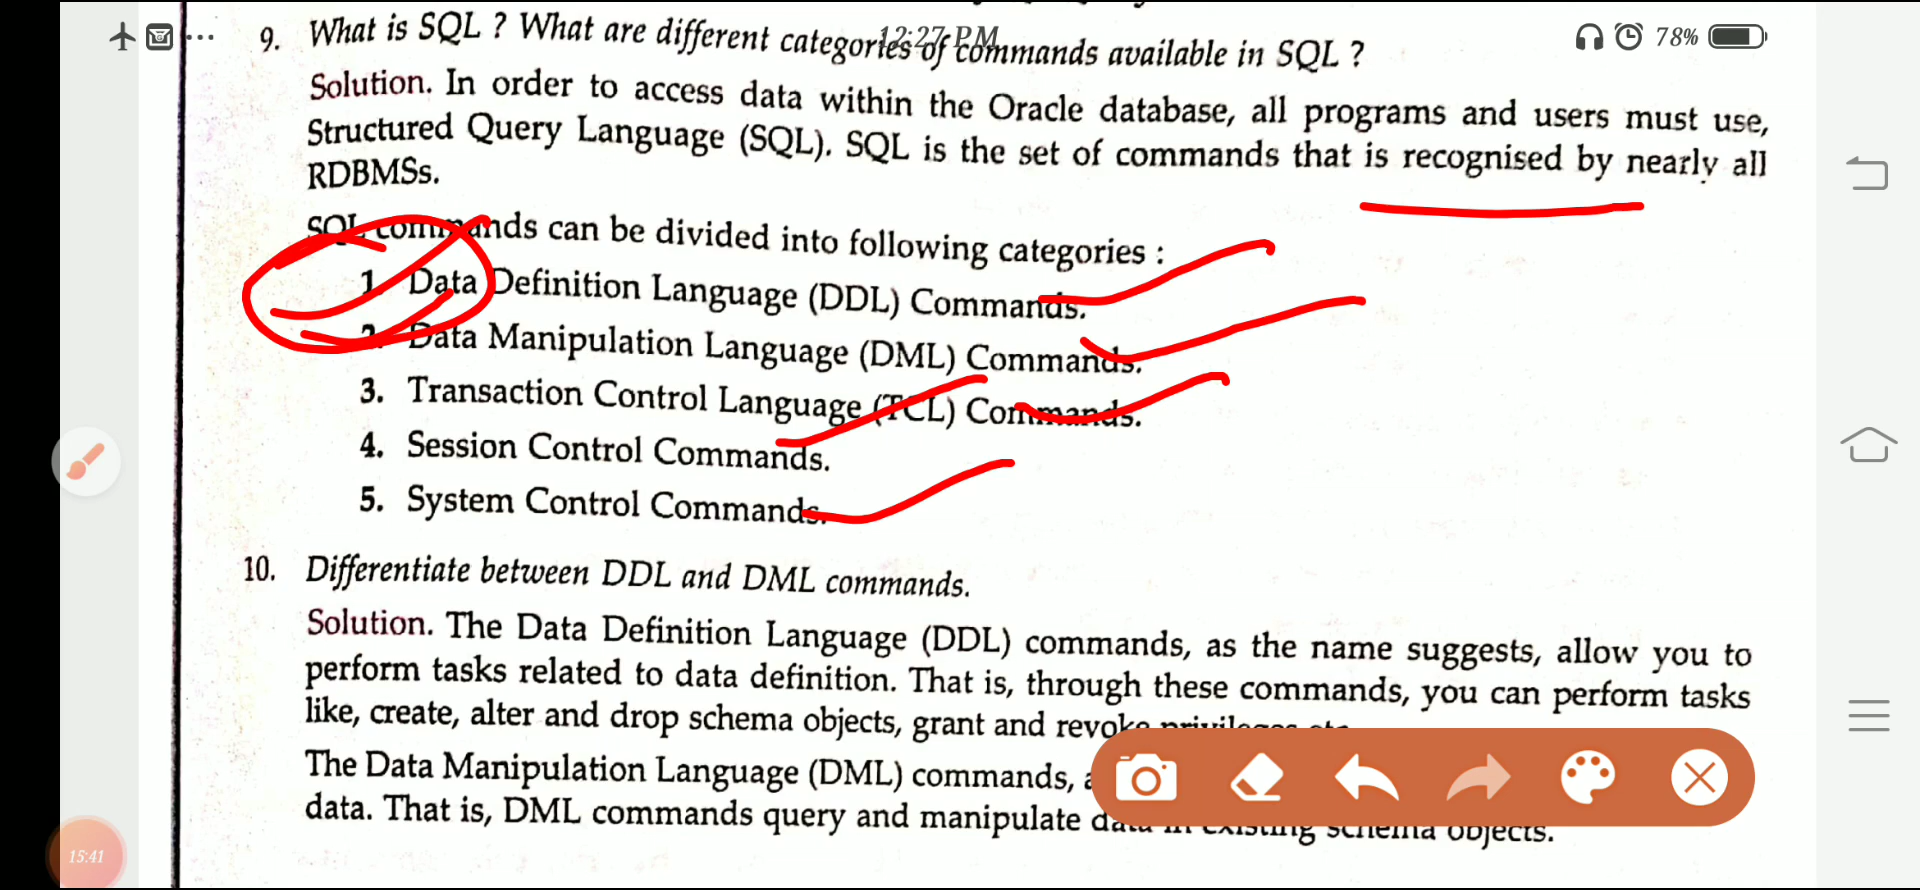 12:27 PM
78%
9. What is SQL ? What are different categories of commands available in SQL ?
Solution. In order to access data within the Oracle database, all programs and users must use,
Structured Query Language (SQL). SQL is the set of commands that is recognised by nearly all
RDBMSs.
SQL commands can be divided into following categories :
1. Data Definition Language (DDL) Commands.
2. Data Manipulation Language (DML) Commands.
3. Transaction Control Language (TCL) Commands.
4. Session Control Commands.
5. System Control Commands.
10. Differentiate between DDL and DML commands.
Solution. The Data Definition Language (DDL) commands, as the name suggests, allow you to
perform tasks related to data definition. That is, through these commands, you can perform tasks
like, create, alter and drop schema objects, grant and revoke privileges etc.
The Data Manipulation Language (DML) commands,
data. That is, DML commands query and manipulate data in existing schema objects.
15:41